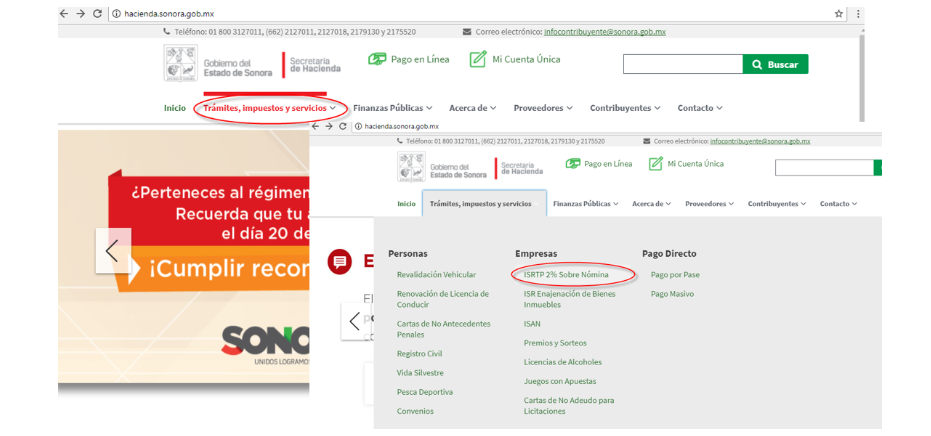 hacienda.sonora.gob.mx
Teléfono: 01 800 3127011, (662) 2127011, 2127018, 2179130 y 2175520
Correo electrónico: infocontribuyente@sonora.gob.mx
Gobierno del
Estado de Sonora
Secretaría
de Hacienda
Pago en Línea
Mi Cuenta Única
Buscar
Inicio
Trámites, impuestos y servicios
Finanzas Públicas
Acerca de
Proveedores
Contribuyentes
Contacto
¿Perteneces al régimen
Recuerda que tu
el día 20 de
¡Cumplir recor
SONO
UNIDOS LOGRAMOS
hacienda.sonora.gob.mx
Teléfono: 01 800 3127011, (662) 2127011, 2127018, 2179130 y 2175520
Correo electrónico: infocontribuyente@sonora.gob.mx
Gobierno del
Estado de Sonora
Secretaría
de Hacienda
Pago en Línea
Mi Cuenta Única
Inicio
Trámites, impuestos y servicios
Finanzas Públicas
Acerca de
Proveedores
Contribuyentes
Contacto
Personas
Revalidación Vehicular
Renovación de Licencia de
Conducir
Cartas de No Antecedentes
Penales
Registro Civil
Vida Silvestre
Pesca Deportiva
Convenios
Empresas
ISRTP 2% Sobre Nómina
ISR Enajenación de Bienes
Inmuebles
ISAN
Premios y Sorteos
Licencias de Alcoholes
Juegos con Apuestas
Cartas de No Adeudo para
Licitaciones
Pago Directo
Pago por Pase
Pago Masivo